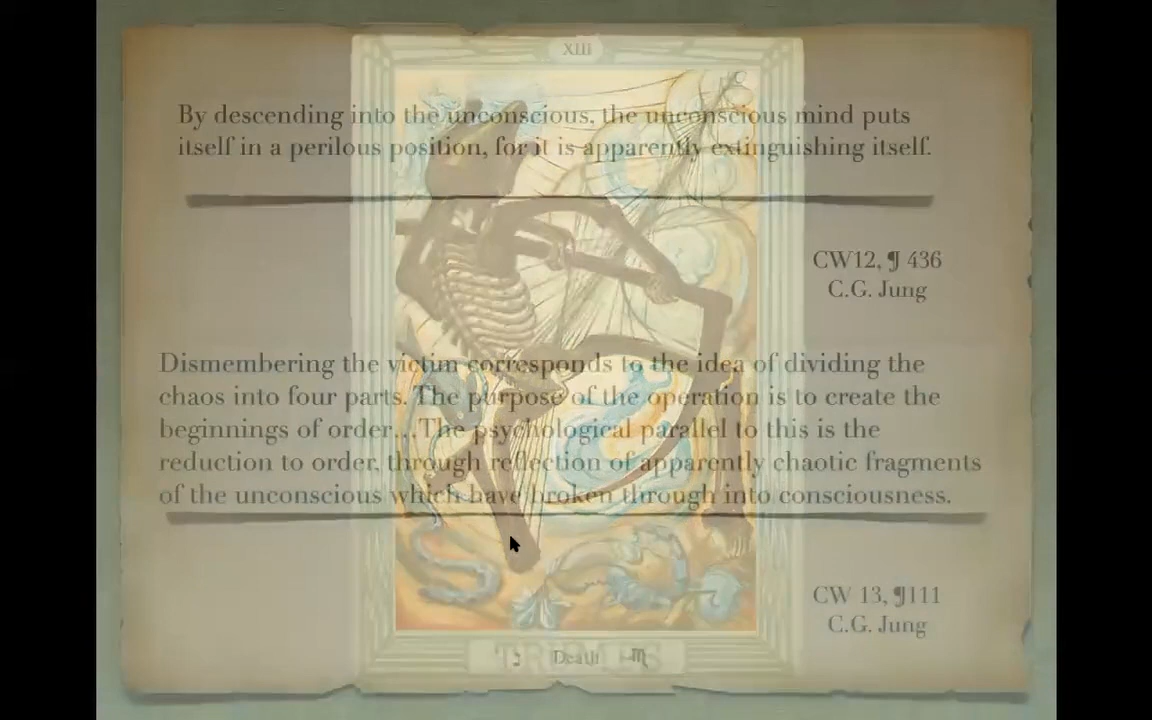 XIII
By descending into the unconscious, the unconscious mind puts
itself in a perilous position, for it is apparently extinguishing itself.
CW12, ¶ 436
C.G. Jung
Dismembering the victim corresponds to the idea of dividing the
chaos into four parts. The purpose of the operation is to create the
beginnings of order...The psychological parallel to this is the
reduction to order, through reflection of apparently chaotic fragments
of the unconscious which have broken through into consciousness.
CW 13, ¶111
C.G. Jung
נ Death ♏